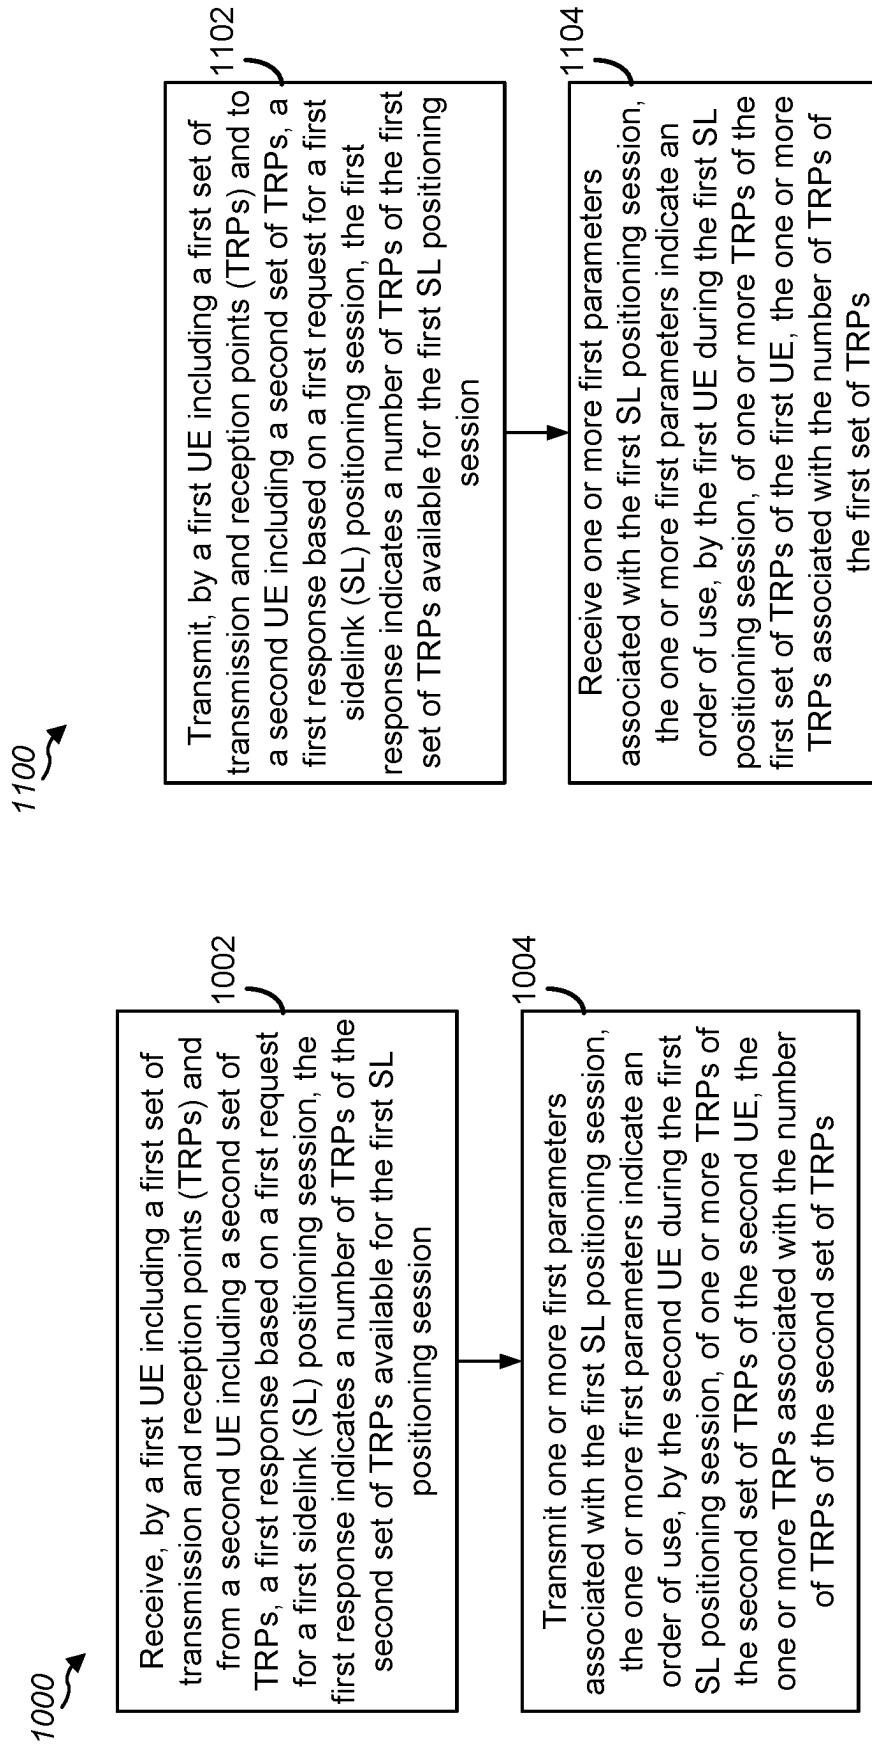 1000
Receive, by a first UE including a first set of
transmission and reception points (TRPs) and
from a second UE including a second set of
TRPs, a first response based on a first request
for a first sidelink (SL) positioning session, the
first response indicates a number of TRPs of the
second set of TRPs available for the first SL
positioning session
1002
Transmit one or more first parameters
associated with the first SL positioning session,
the one or more first parameters indicate an
order of use, by the second UE during the first
SL positioning session, of one or more TRPs of
the second set of TRPs of the second UE, the
one or more TRPs associated with the number
of TRPs of the second set of TRPs
1004
1100
Transmit, by a first UE including a first set of
transmission and reception points (TRPs) and to
a second UE including a second set of TRPs, a
first response based on a first request for a first
sidelink (SL) positioning session, the first
response indicates a number of TRPs of the first
set of TRPs available for the first SL positioning
session
1102
Receive one or more first parameters
associated with the first SL positioning session,
the one or more first parameters indicate an
order of use, by the first UE during the first SL
positioning session, of one or more TRPs of the
first set of TRPs of the first UE, the one or more
TRPs associated with the number of TRPs of
the first set of TRPs
1104